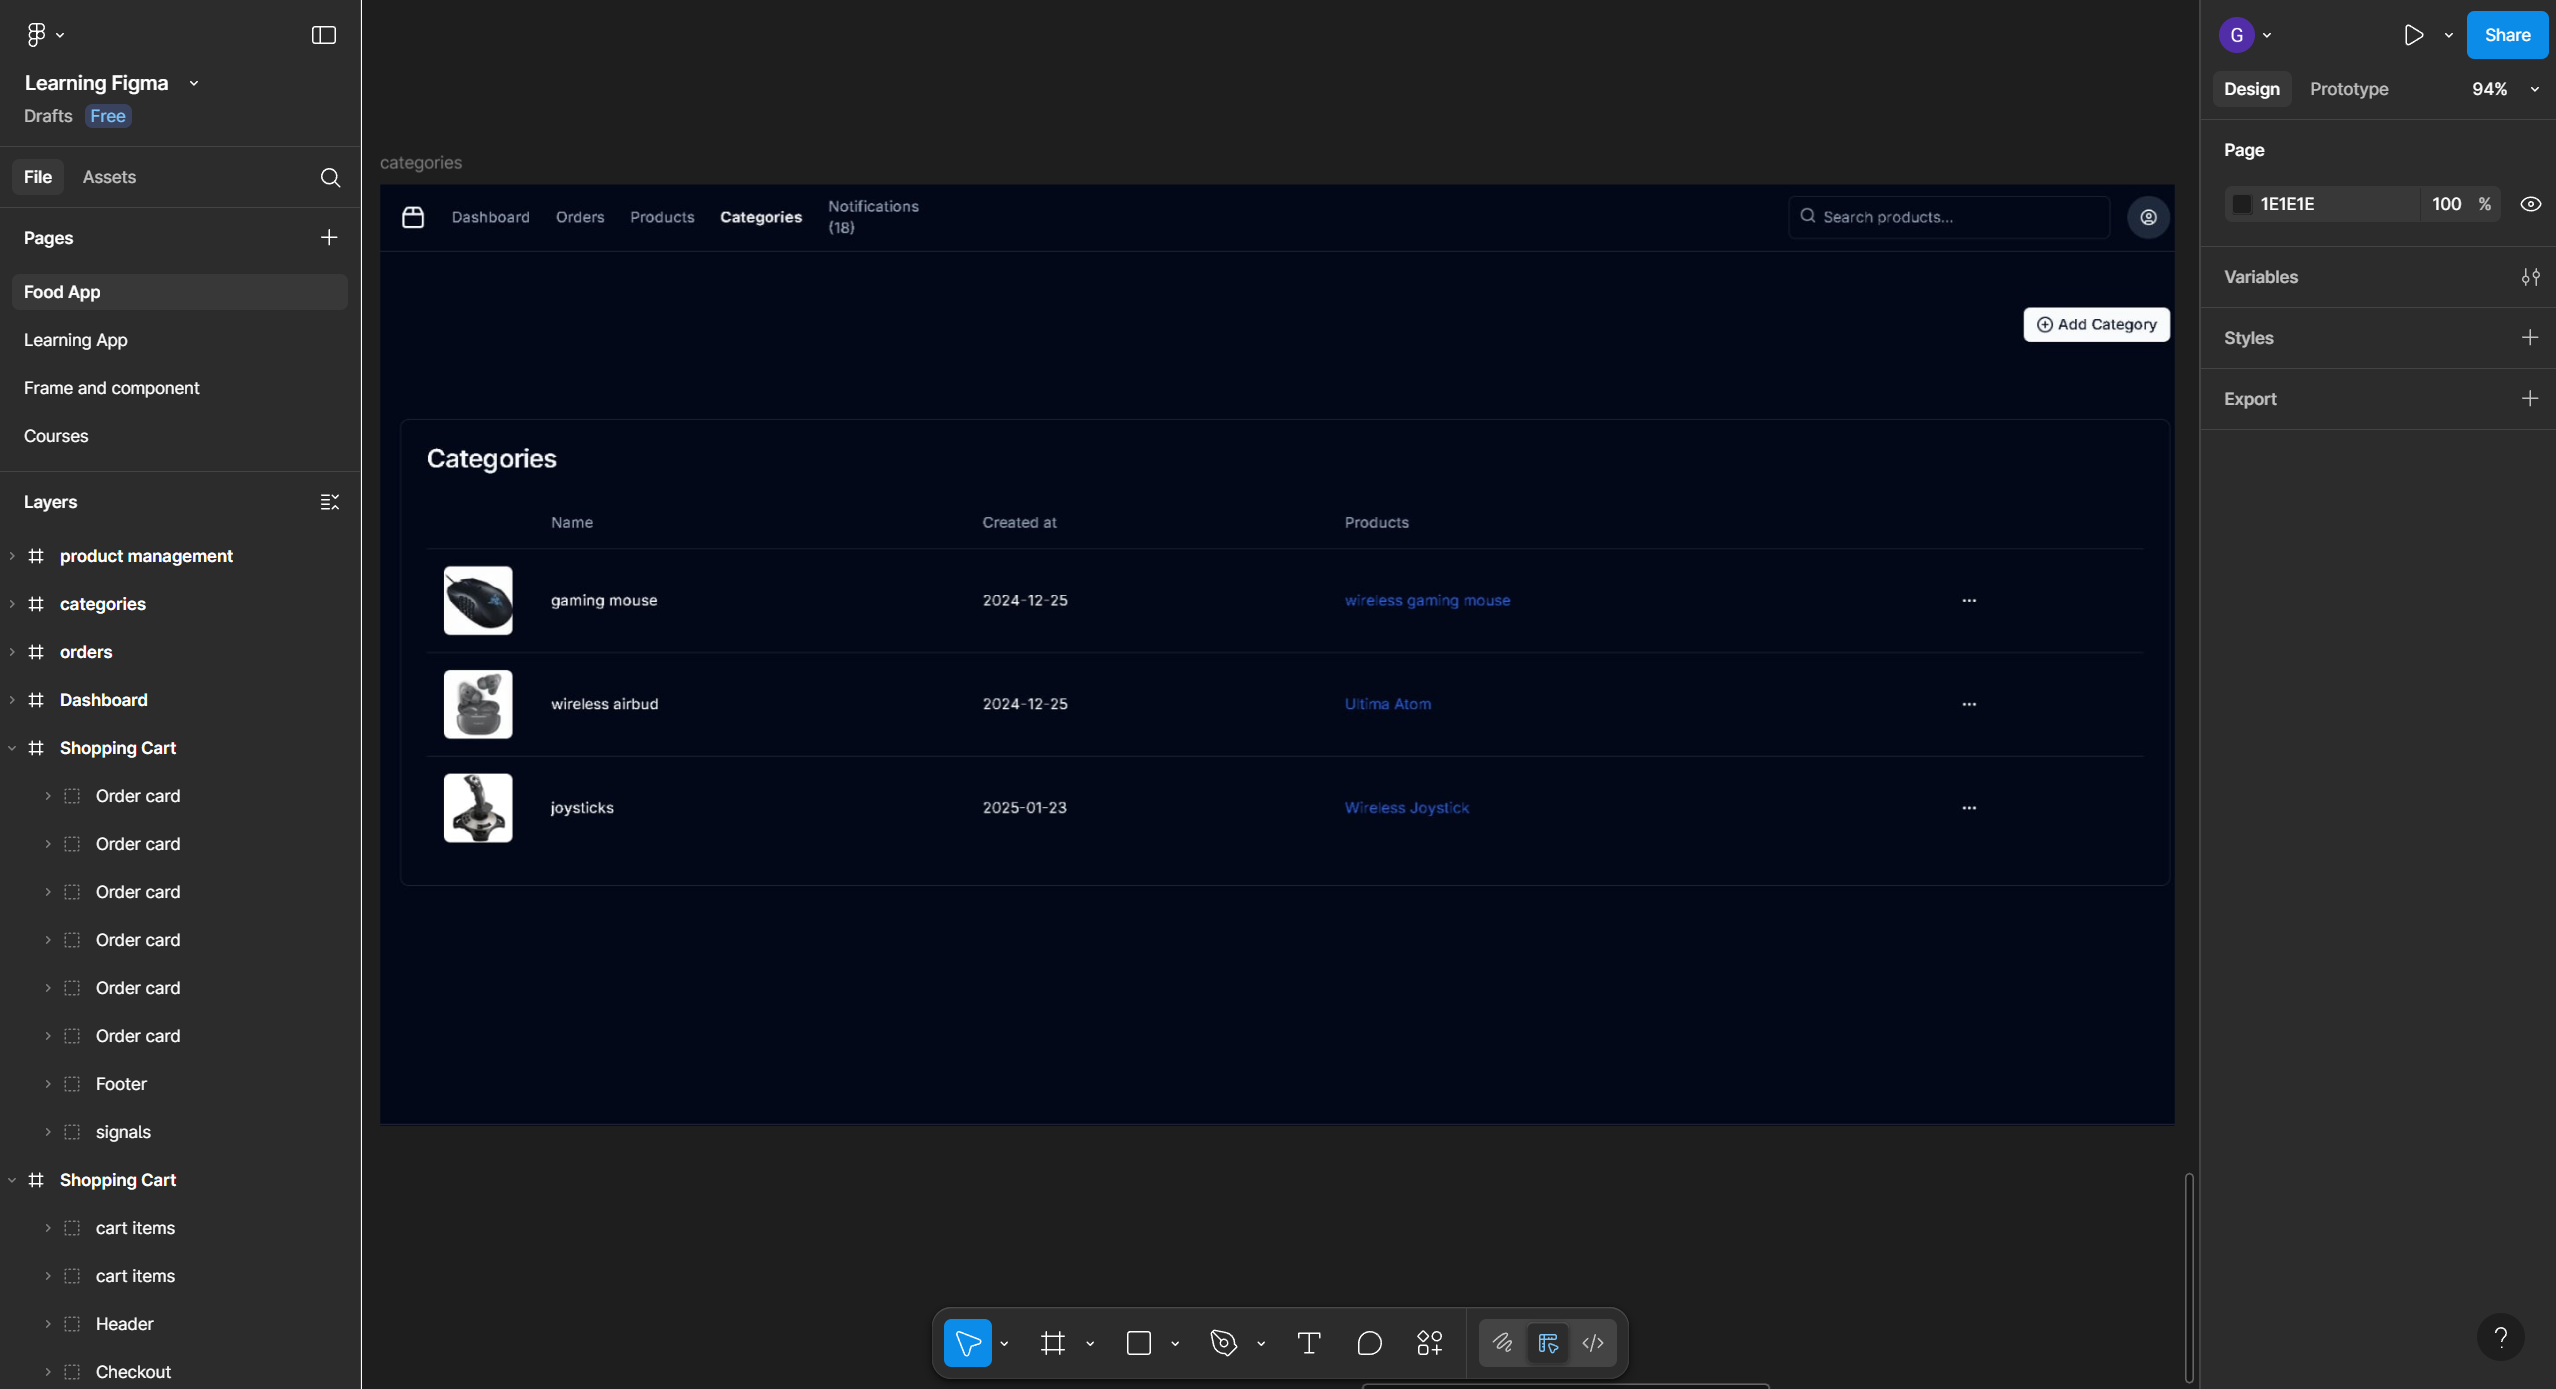 Learning Figma
Drafts Free
File Assets
Pages
Food App
Learning App
Frame and component
Courses
Layers
product management
categories
orders
Dashboard
Shopping Cart
Order card
Order card
Order card
Order card
Order card
Order card
Footer
signals
Shopping Cart
cart items
cart items
Header
Checkout
categories
Dashboard Orders Products Categories Notifications (18)
Search products...
Add Category
Categories
Name Created at Products
gaming mouse 2024-12-25 wireless gaming mouse ...
wireless airbud 2024-12-25 Ultima Atom ...
joysticks 2025-01-23 Wireless Joystick ...
G
Share
Design Prototype 94%
Page
1E1E1E 100 %
Variables
Styles
Export
?